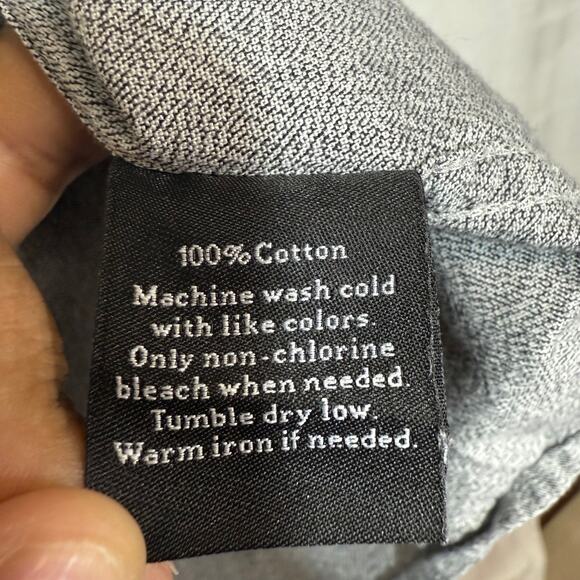 100% Cotton
Machine wash cold
with like colors.
Only non-chlorine
bleach when needed.
Tumble dry low.
Warm iron if needed.